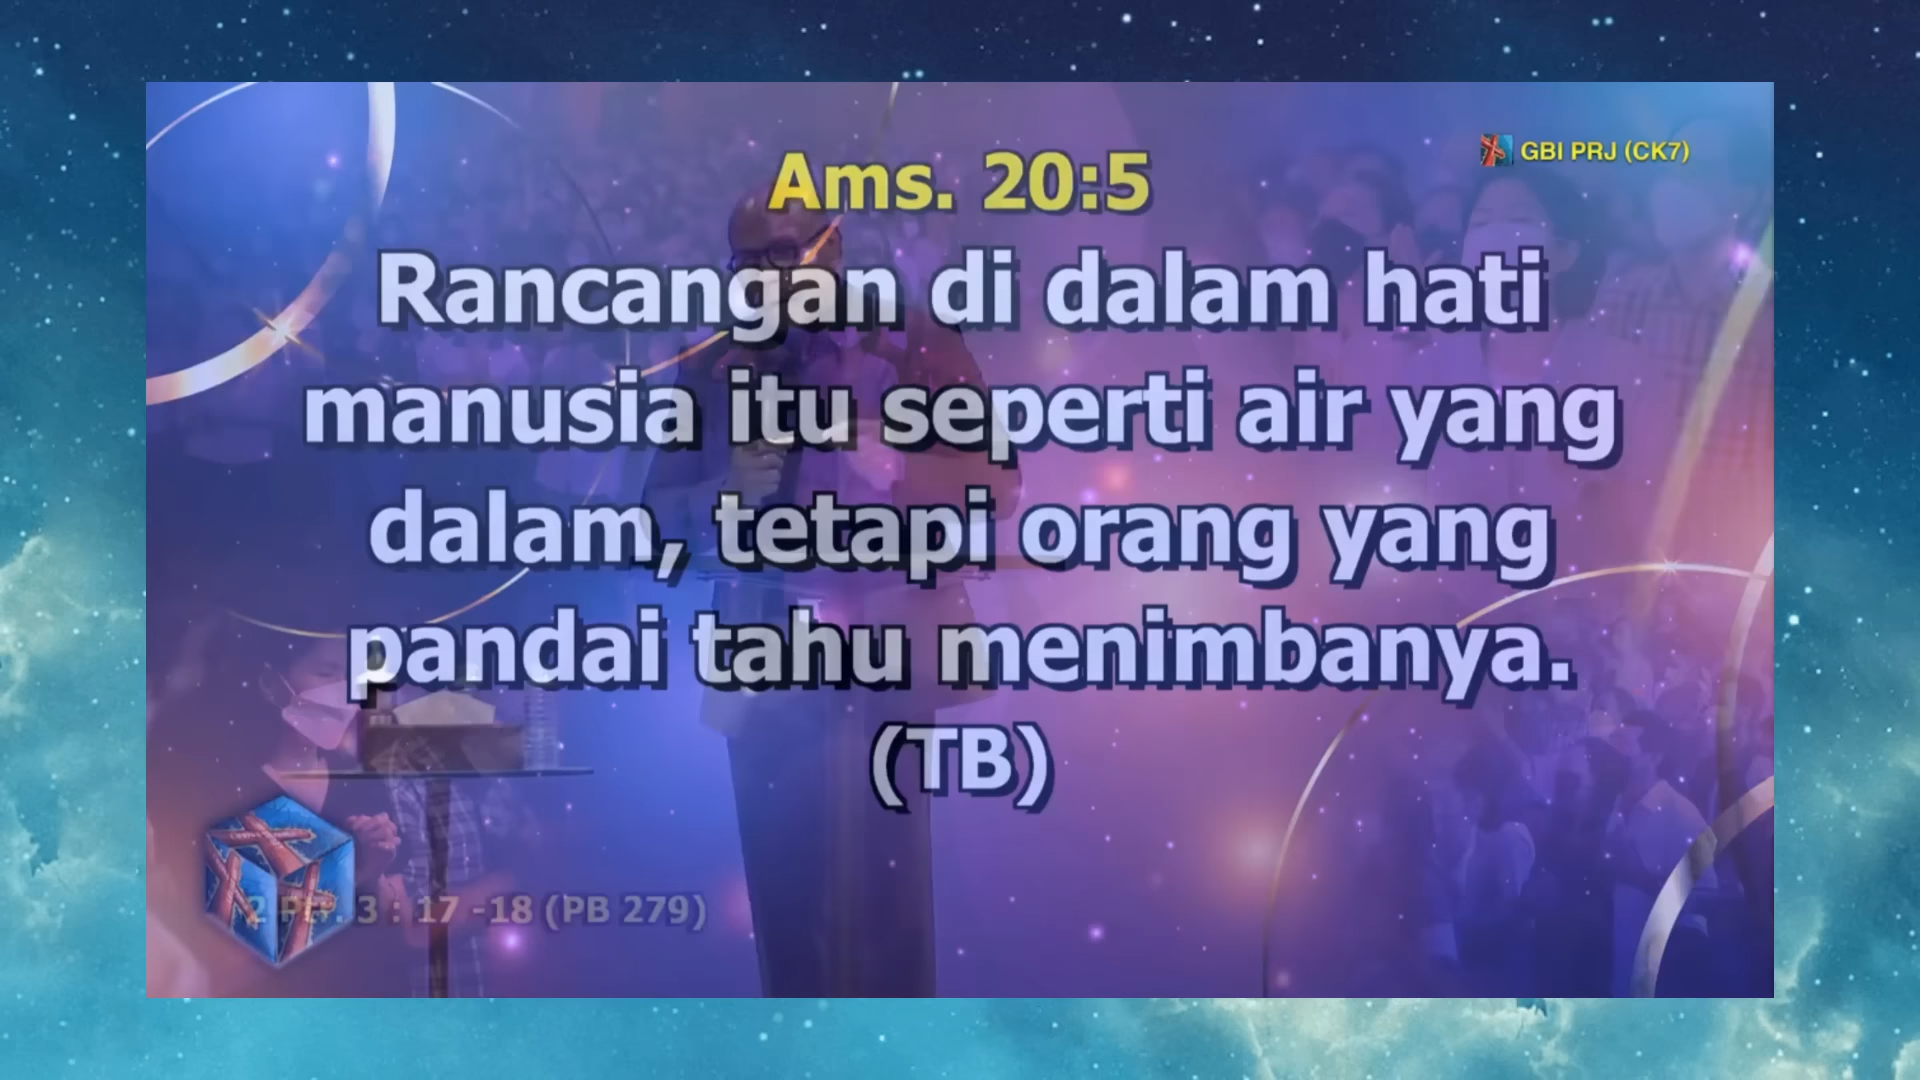 GBI PRJ (CK7)
Ams. 20:5
Rancangan di dalam hati
manusia itu seperti air yang
dalam, tetapi orang yang
pandai tahu menimbanya.
(TB)
3 : 17 -18 (PB 279)